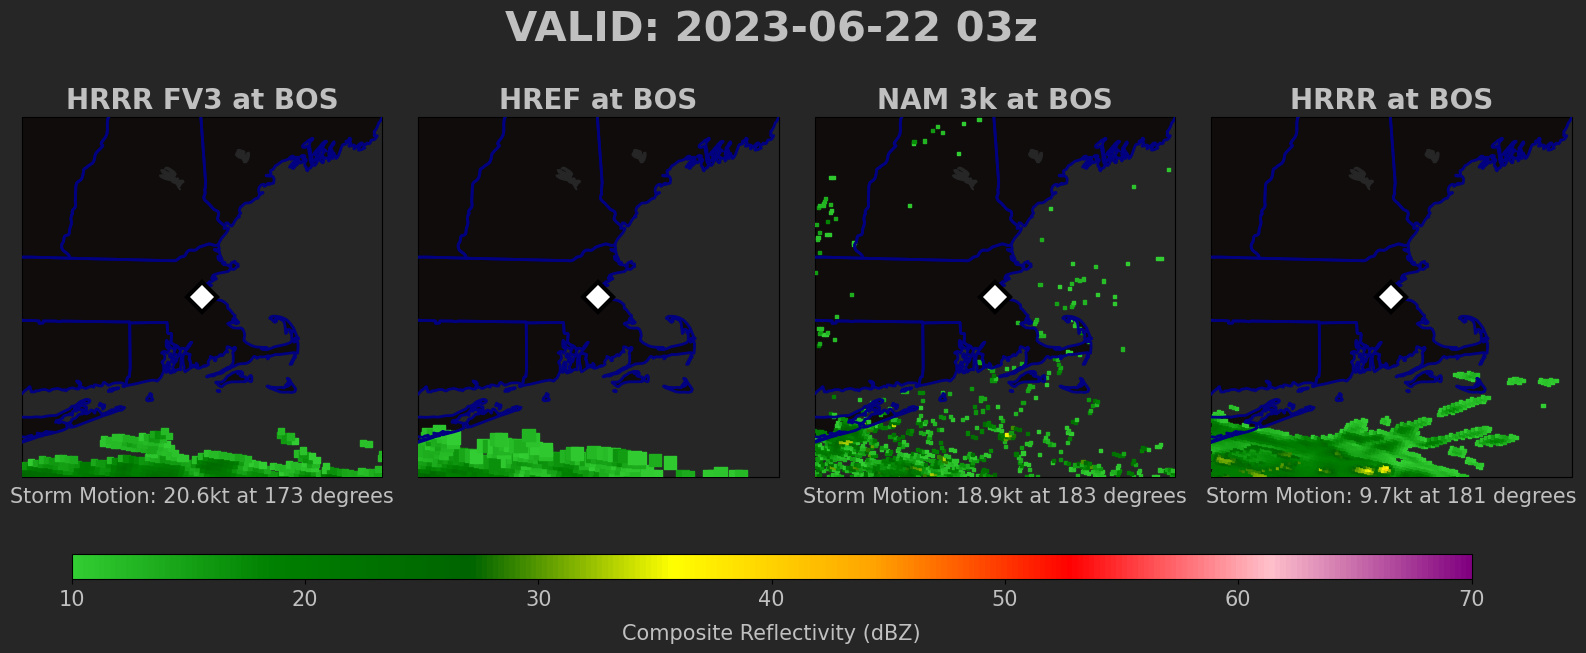 VALID: 2023-06-22 03z
HRRR FV3 at BOS
HREF at BOS
NAM 3k at BOS
HRRR at BOS
Storm Motion: 20.6kt at 173 degrees
Storm Motion: 18.9kt at 183 degrees
Storm Motion: 9.7kt at 181 degrees
10 20 30 40 50 60 70
Composite Reflectivity (dBZ)